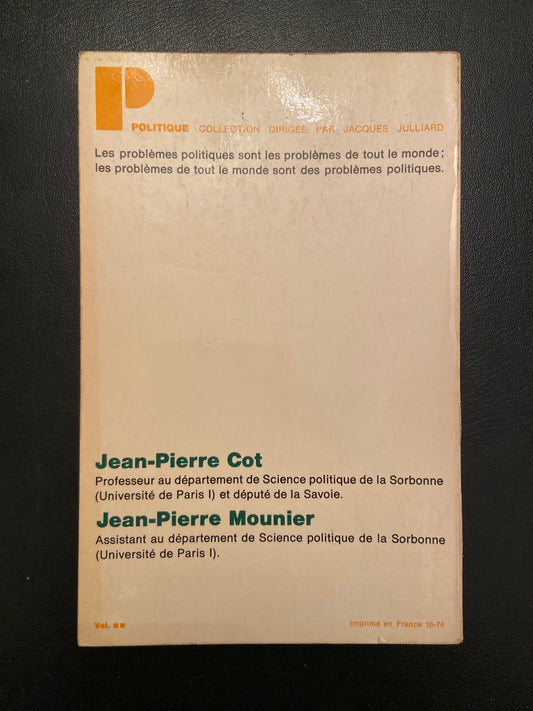 P
POLITIQUE COLLECTION DIRIGÉE PAR JACQUES JULLIARD
Les problèmes politiques sont les problèmes de tout le monde;
les problèmes de tout le monde sont des problèmes politiques.
Jean-Pierre Cot
Professeur au département de Science politique de la Sorbonne
(Université de Paris I) et député de la Savoie.
Jean-Pierre Mounier
Assistant au département de Science politique de la Sorbonne
(Université de Paris I).
Vol. ■■
Imprimé en France 10-74